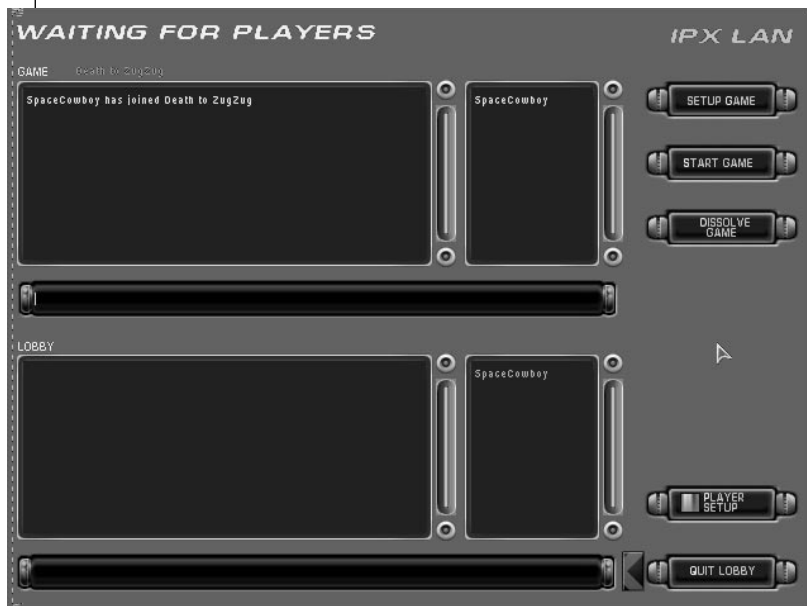 WAITING FOR PLAYERS
IPX LAN
GAME Death to ZugZug
SpaceCowboy has joined Death to ZugZug
SpaceCowboy
SETUP GAME
START GAME
DISSOLVE
GAME
LOBBY
SpaceCowboy
PLAYER
SETUP
QUIT LOBBY